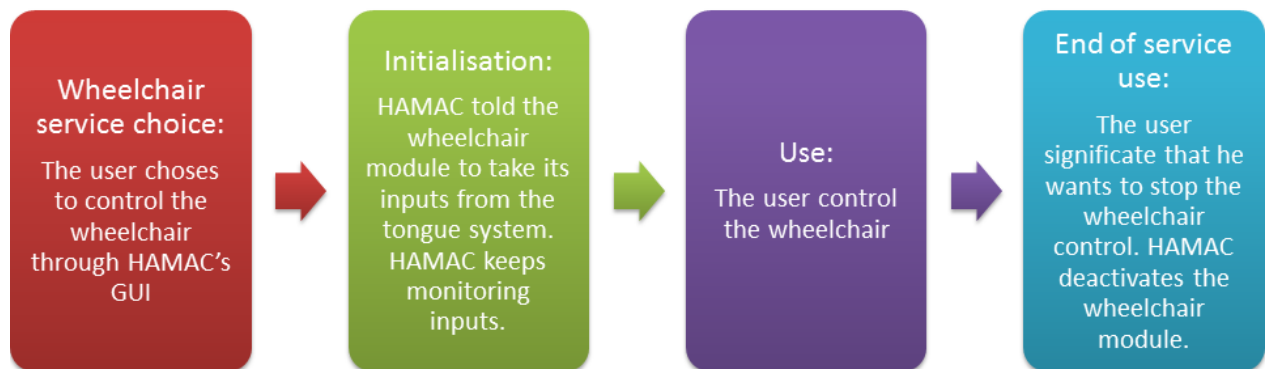 Wheelchair
service choice:
The user choses
to control the
wheelchair
through HAMAC's
GUI
Initialisation:
HAMAC told the
wheelchair
module to take its
inputs from the
tongue system.
HAMAC keeps
monitoring
inputs.
Use:
The user control
the wheelchair
End of service
use:
The user
significate that he
wants to stop the
wheelchair
control. HAMAC
deactivates the
wheelchair
module.